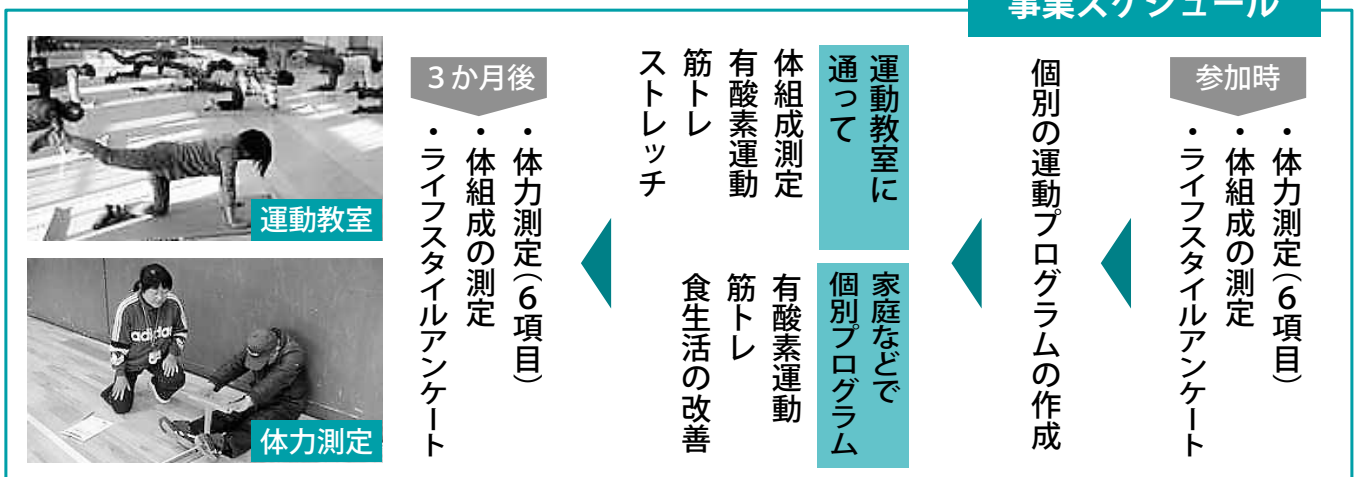 事業スケジュール
参加時
・体力測定(6項目)
・体組成の測定
・ライフスタイルアンケート
個別の運動プログラムの作成
運動教室に
通って
体組成測定
有酸素運動
筋トレ
ストレッチ
家庭などで
個別プログラム
有酸素運動
筋トレ
食生活の改善
3か月後
・体力測定(6項目)
・体組成の測定
・ライフスタイルアンケート
運動教室
adidas
体力測定